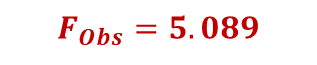 F_Obs = 5.089